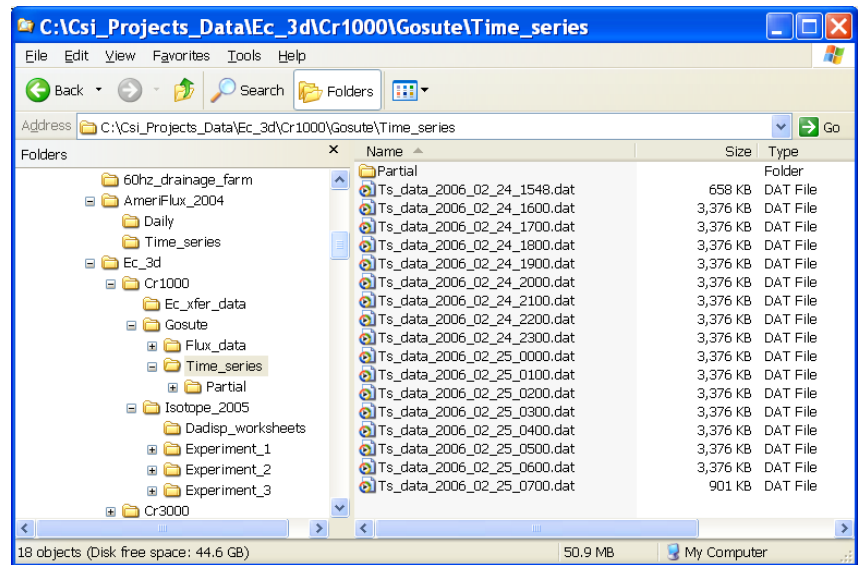 C:\Csi_Projects_Data\Ec_3d\Cr1000\Gosute\Time_series
File Edit View Favorites Tools Help
Back Search Folders
Address C:\Csi_Projects_Data\Ec_3d\Cr1000\Gosute\Time_series Go
Folders x
60hz_drainage_farm
AmeriFlux_2004
Daily
Time_series
Ec_3d
Cr1000
Ec_xfer_data
Gosute
Flux_data
Time_series
Partial
Isotope_2005
Dadisp_worksheets
Experiment_1
Experiment_2
Experiment_3
Cr3000
Name Size Type
Partial Folder
Ts_data_2006_02_24_1548.dat 658 KB DAT File
Ts_data_2006_02_24_1600.dat 3,376 KB DAT File
Ts_data_2006_02_24_1700.dat 3,376 KB DAT File
Ts_data_2006_02_24_1800.dat 3,376 KB DAT File
Ts_data_2006_02_24_1900.dat 3,376 KB DAT File
Ts_data_2006_02_24_2000.dat 3,376 KB DAT File
Ts_data_2006_02_24_2100.dat 3,376 KB DAT File
Ts_data_2006_02_24_2200.dat 3,376 KB DAT File
Ts_data_2006_02_24_2300.dat 3,376 KB DAT File
Ts_data_2006_02_25_0000.dat 3,376 KB DAT File
Ts_data_2006_02_25_0100.dat 3,376 KB DAT File
Ts_data_2006_02_25_0200.dat 3,376 KB DAT File
Ts_data_2006_02_25_0300.dat 3,376 KB DAT File
Ts_data_2006_02_25_0400.dat 3,376 KB DAT File
Ts_data_2006_02_25_0500.dat 3,376 KB DAT File
Ts_data_2006_02_25_0600.dat 3,376 KB DAT File
Ts_data_2006_02_25_0700.dat 901 KB DAT File
18 objects (Disk free space: 44.6 GB) 50.9 MB My Computer